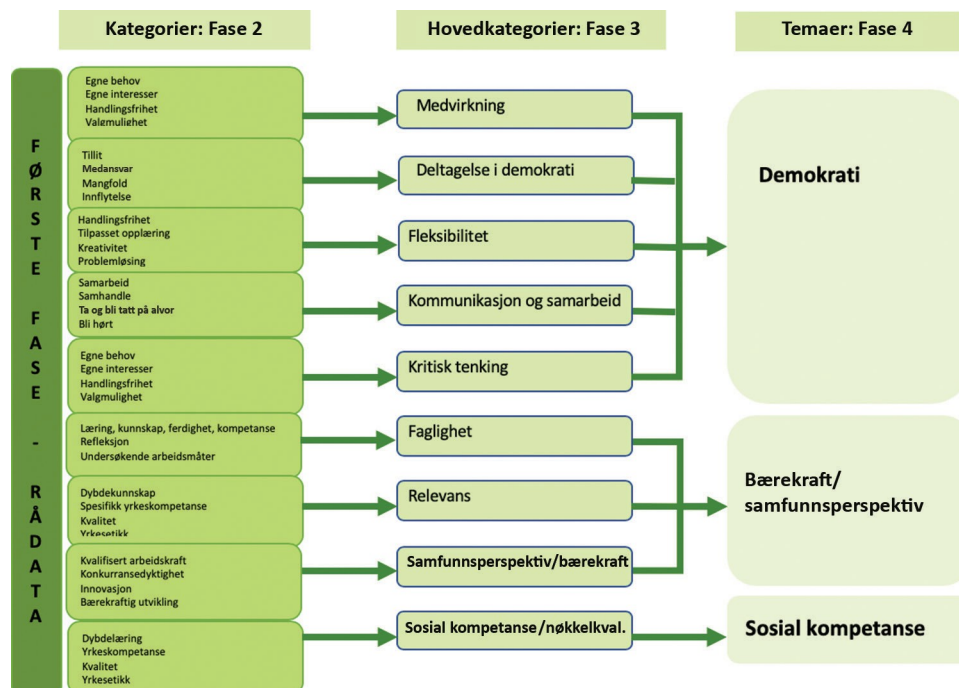 Kategorier: Fase 2
Hovedkategorier: Fase 3
Temaer: Fase 4
FØRSTE FASE - RÅDATA
Egne behov
Egne interesser
Handlingsfrihet
Valgmulighet
Medvirkning
Tillit
Medansvar
Mangfold
Innflytelse
Deltagelse i demokrati
Handlingsfrihet
Tilpasset opplæring
Kreativitet
Problemløsing
Fleksibilitet
Samarbeid
Samhandle
Ta og bli tatt på alvor
Bli hørt
Kommunikasjon og samarbeid
Egne behov
Egne interesser
Handlingsfrihet
Valgmulighet
Kritisk tenking
Demokrati
Læring, kunnskap, ferdighet, kompetanse
Refleksjon
Undersøkende arbeidsmåter
Faglighet
Dybdekunnskap
Spesifikk yrkeskompetanse
Kvalitet
Yrkesetikk
Relevans
Kvalifisert arbeidskraft
Konkurransedyktighet
Innovasjon
Bærekraftig utvikling
Samfunnsperspektiv/bærekraft
Bærekraft/
samfunnsperspektiv
Dybdelæring
Yrkeskompetanse
Kvalitet
Yrkesetikk
Sosial kompetanse/nøkkelkval.
Sosial kompetanse